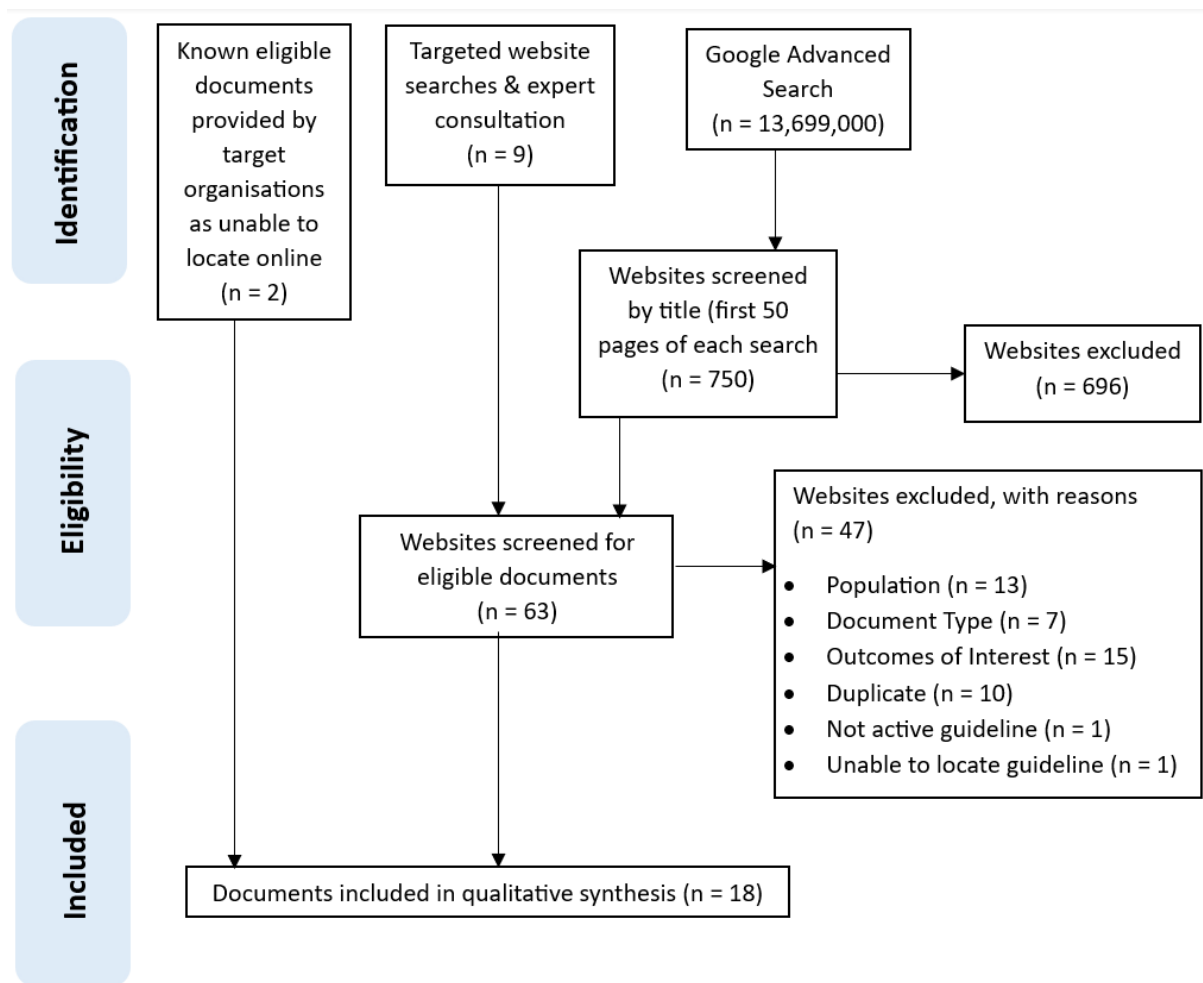 Identification
Known eligible
documents
provided by
target
organisations
as unable to
locate online
(n = 2)
Targeted website
searches & expert
consultation
(n = 9)
Google Advanced
Search
(n = 13,699,000)
Websites screened
by title (first 50
pages of each search
(n = 750)
Websites excluded
(n = 696)
Eligibility
Websites screened for
eligible documents
(n = 63)
Websites excluded, with reasons
(n = 47)
• Population (n = 13)
• Document Type (n = 7)
• Outcomes of Interest (n = 15)
• Duplicate (n = 10)
• Not active guideline (n = 1)
• Unable to locate guideline (n = 1)
Included
Documents included in qualitative synthesis (n = 18)